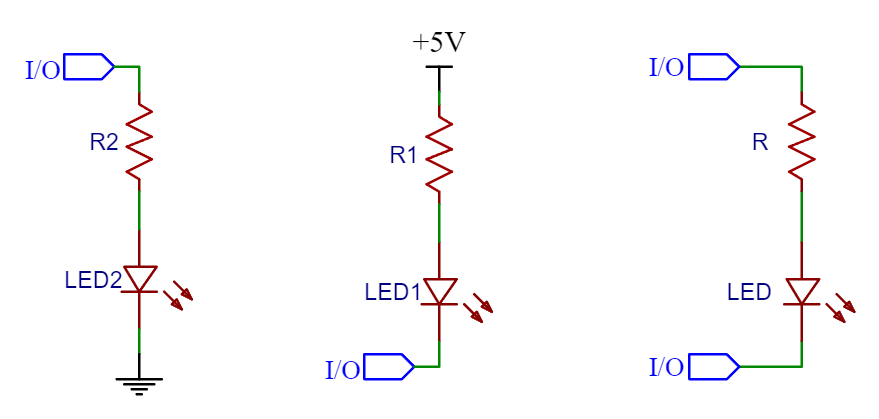 +5V
I/O
I/O
R2
R1
R
LED2
LED1
LED
I/O
I/O